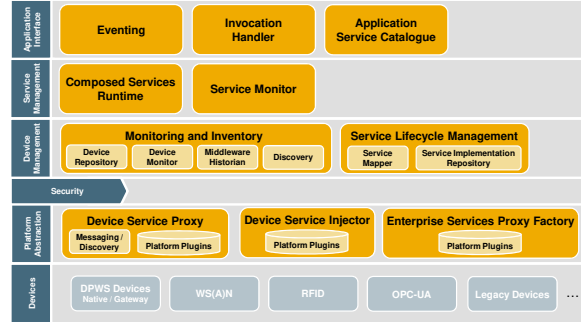 Application
Interface
Eventing
Invocation
Handler
Application
Service Catalogue
Service
Management
Composed Services
Runtime
Service Monitor
Device
Management
Monitoring and Inventory
Device
Repository
Device
Monitor
Middleware
Historian
Discovery
Service Lifecycle Management
Service
Mapper
Service Implementation
Repository
Security
Platform
Abstraction
Device Service Proxy
Messaging /
Discovery
Platform Plugins
Device Service Injector
Platform Plugins
Enterprise Services Proxy Factory
Platform Plugins
Devices
DPWS Devices
Native / Gateway
WS(A)N
RFID
OPC-UA
Legacy Devices
...